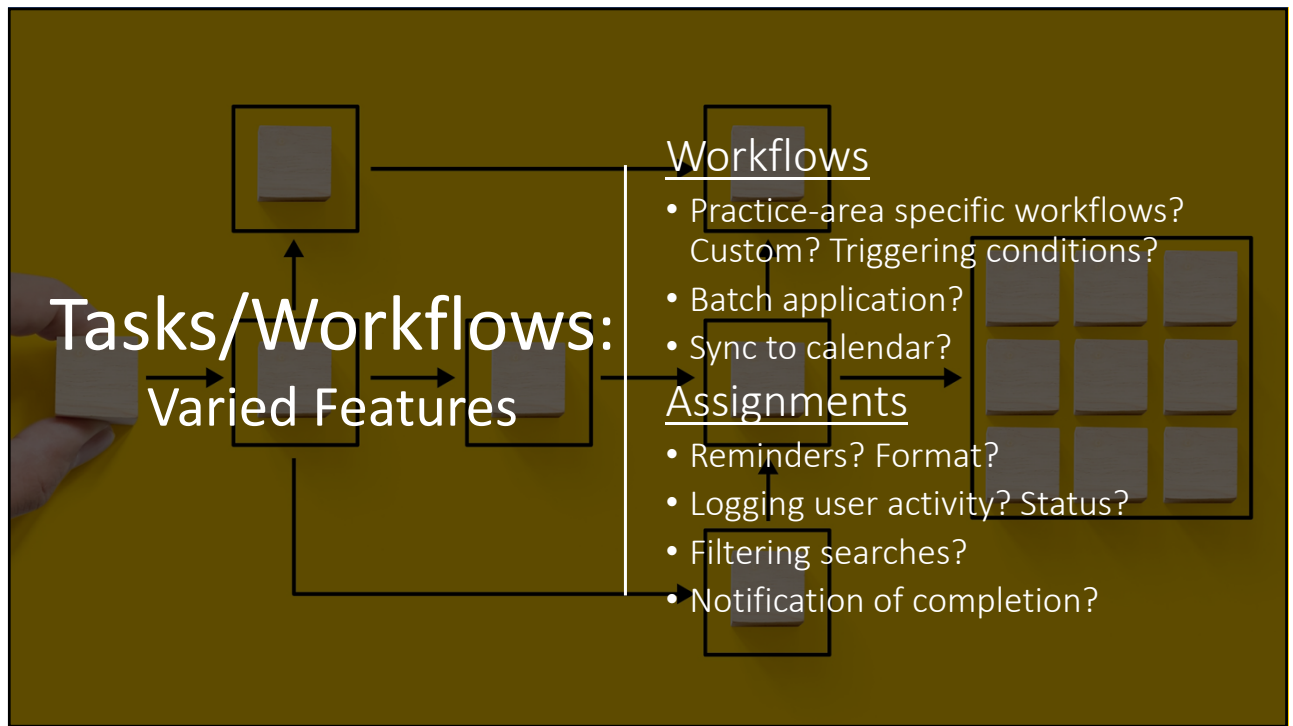 Tasks/Workflows:
Varied Features
Workflows
• Practice-area specific workflows?
Custom? Triggering conditions?
• Batch application?
• Sync to calendar?
Assignments
• Reminders? Format?
• Logging user activity? Status?
• Filtering searches?
• Notification of completion?